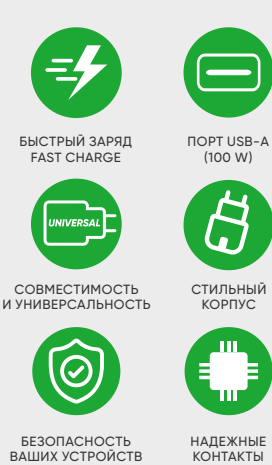 БЫСТРЫЙ ЗАРЯД
FAST CHARGE
ПОРТ USB-A
(100 W)
UNIVERSAL
СОВМЕСТИМОСТЬ
И УНИВЕРСАЛЬНОСТЬ
СТИЛЬНЫЙ
КОРПУС
БЕЗОПАСНОСТЬ
ВАШИХ УСТРОЙСТВ
НАДЕЖНЫЕ
КОНТАКТЫ